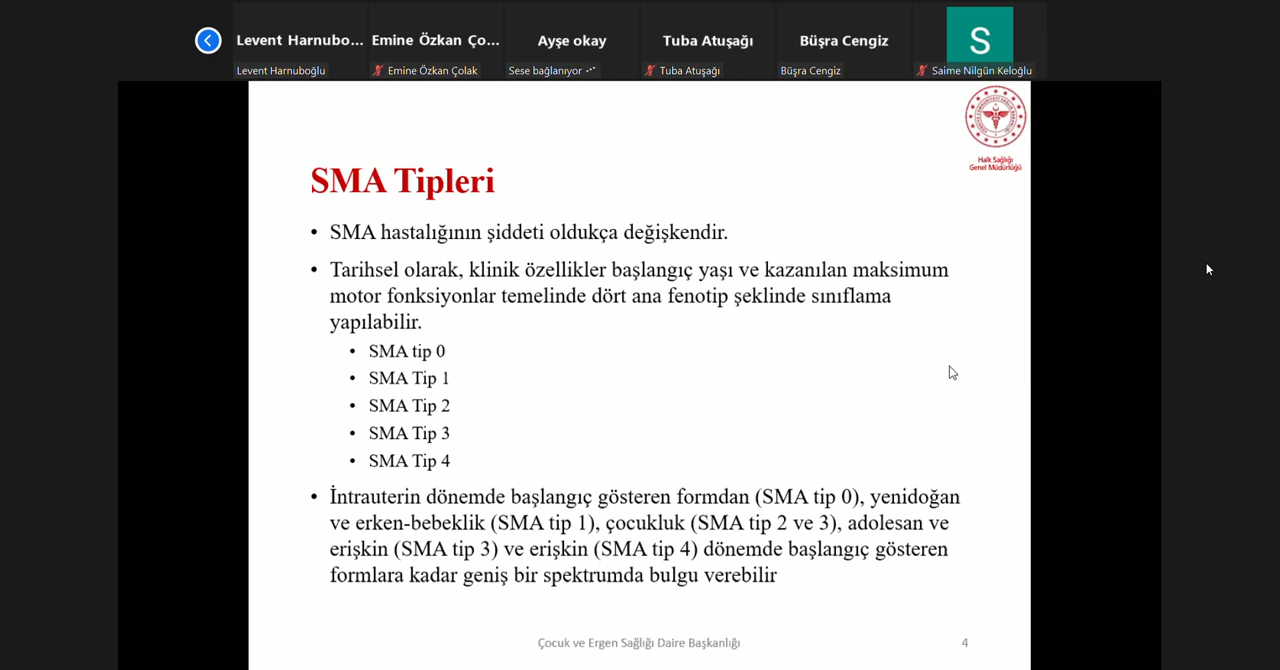 Levent Harnubo...
Emine Özkan Ço...
Ayşe okay
Tuba Atuşağı
Büşra Cengiz
S
Levent Harnuboğlu
Emine Özkan Çolak
Sese bağlanıyor
Tuba Atuşağı
Büşra Cengiz
Saime Nilgün Keloğlu
Halk Sağlığı
Genel Müdürlüğü
SMA Tipleri
• SMA hastalığının şiddeti oldukça değişkendir.
• Tarihsel olarak, klinik özellikler başlangıç yaşı ve kazanılan maksimum
motor fonksiyonlar temelinde dört ana fenotip şeklinde sınıflama
yapılabilir.
• SMA tip 0
• SMA Tip 1
• SMA Tip 2
• SMA Tip 3
• SMA Tip 4
• İntrauterin dönemde başlangıç gösteren formdan (SMA tip 0), yenidoğan
ve erken-bebeklik (SMA tip 1), çocukluk (SMA tip 2 ve 3), adolesan ve
erişkin (SMA tip 3) ve erişkin (SMA tip 4) dönemde başlangıç gösteren
formlara kadar geniş bir spektrumda bulgu verebilir
Çocuk ve Ergen Sağlığı Daire Başkanlığı
4